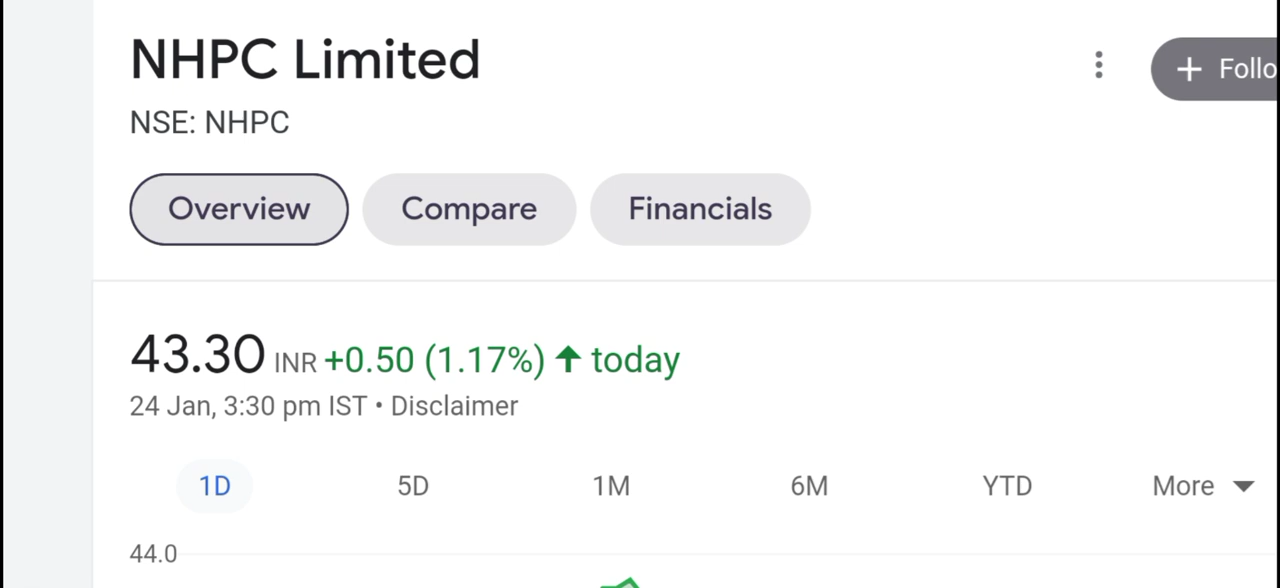 NHPC Limited
+ Follo
NSE: NHPC
Overview Compare Financials
43.30 INR +0.50 (1.17%) ↑ today
24 Jan, 3:30 pm IST • Disclaimer
1D 5D 1M 6M YTD More
44.0